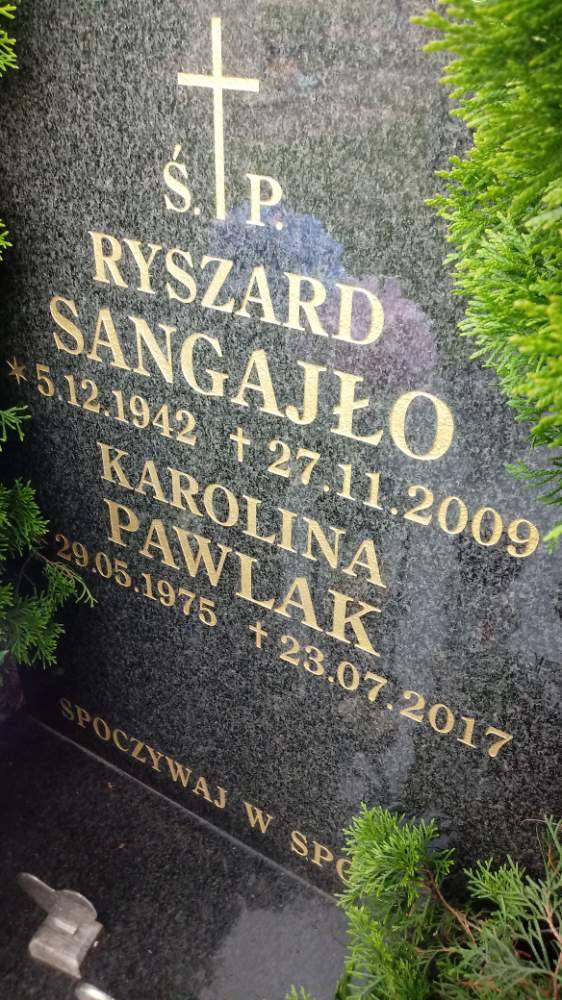 Ś. P.
RYSZARD
SANGAJŁO
* 5.12.1942 † 27.11.2009
KAROLINA
PAWLAK
29.05.1975 † 23.07.2017
SPOCZYWAJ W